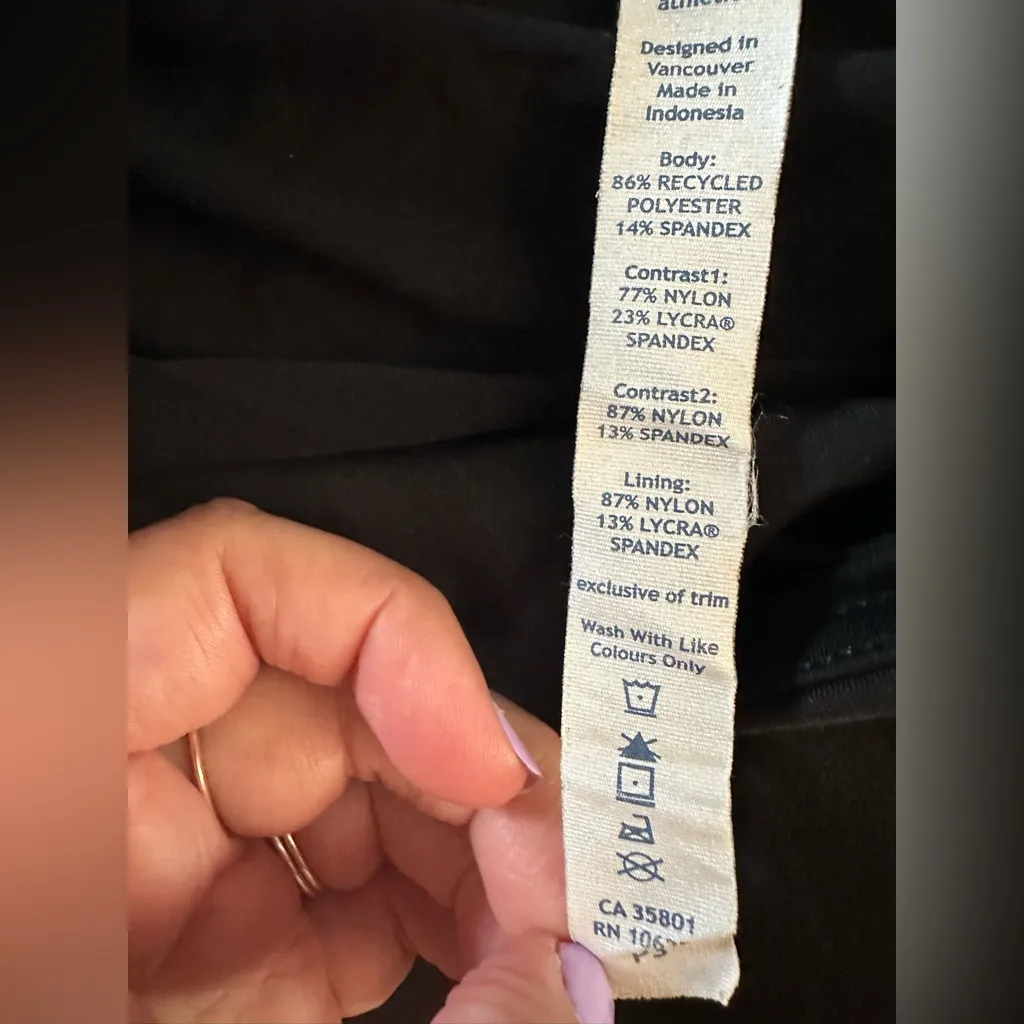 Designed in
Vancouver
Made in
Indonesia
Body:
86% RECYCLED
POLYESTER
14% SPANDEX
Contrast1:
77% NYLON
23% LYCRA®
SPANDEX
Contrast2:
87% NYLON
13% SPANDEX
Lining:
87% NYLON
13% LYCRA®
SPANDEX
exclusive of trim
Wash With Like
Colours Only
CA 35801
RN